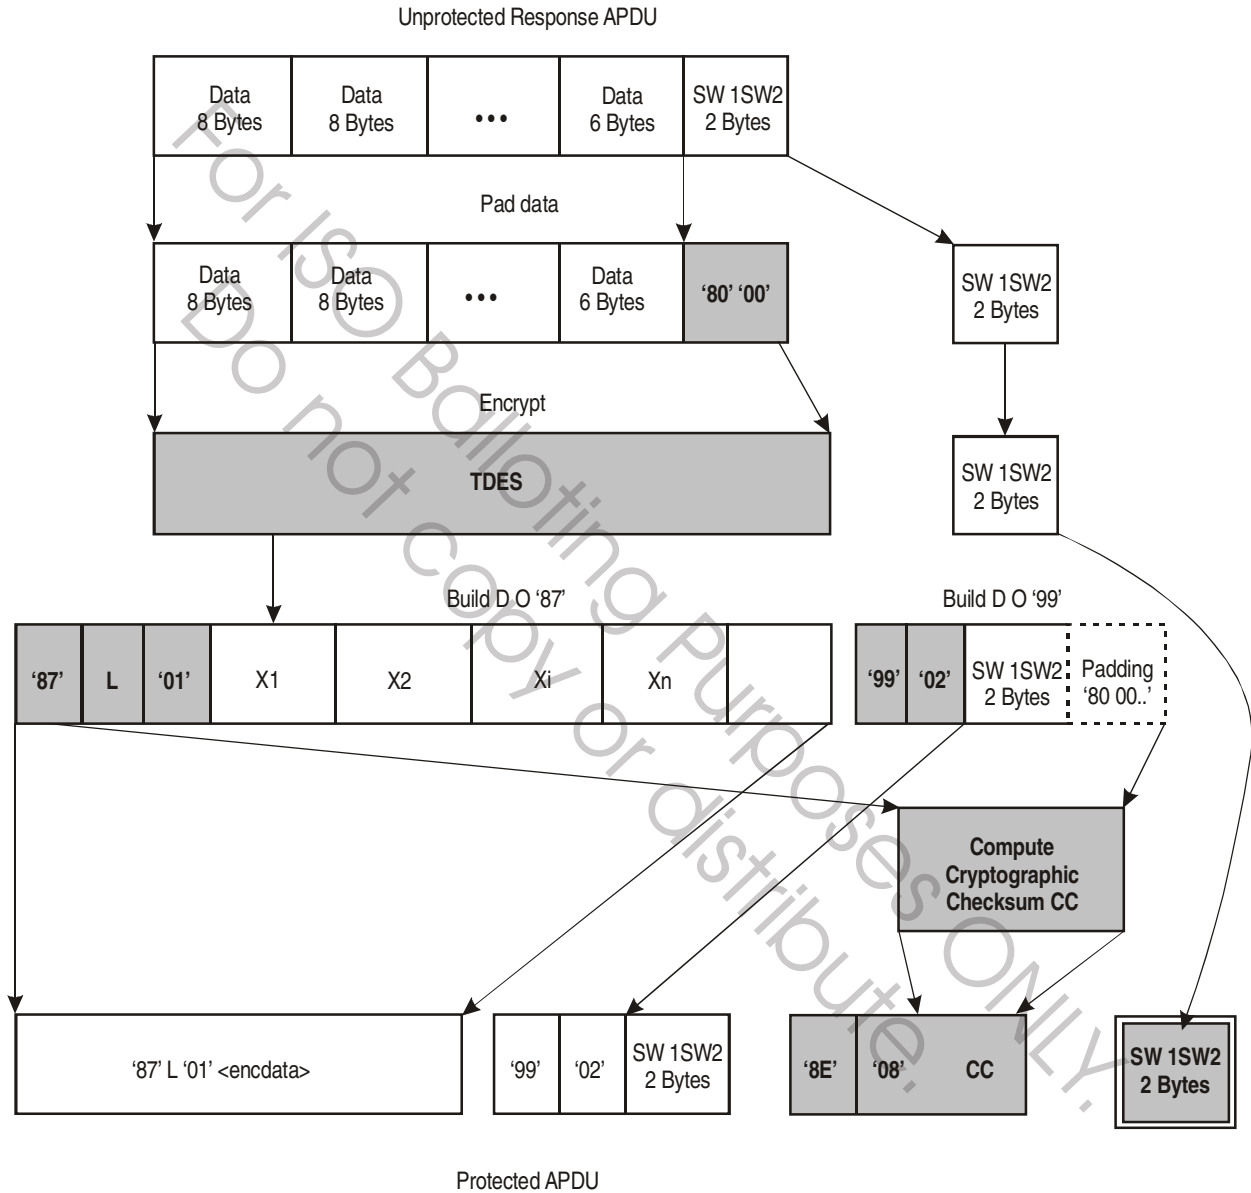 Unprotected Response APDU
Data
8 Bytes
Data
8 Bytes
•••
Data
6 Bytes
SW 1SW2
2 Bytes
Pad data
Data
8 Bytes
Data
8 Bytes
•••
Data
6 Bytes
‘80’ ‘00’
SW 1SW2
2 Bytes
Encrypt
TDES
SW 1SW2
2 Bytes
Build D O ‘87’
Build D O ‘99’
‘87’
L
‘01’
X1
X2
Xi
Xn
‘99’
‘02’
SW 1SW2
2 Bytes
Padding
‘80 00..’
Compute
Cryptographic
Checksum CC
‘87’ L ‘01’ <encdata>
‘99’
‘02’
SW 1SW2
2 Bytes
‘8E’
‘08’
CC
SW 1SW2
2 Bytes
Protected APDU
For ISO Balloting Purposes ONLY.
Do not copy or distribute.